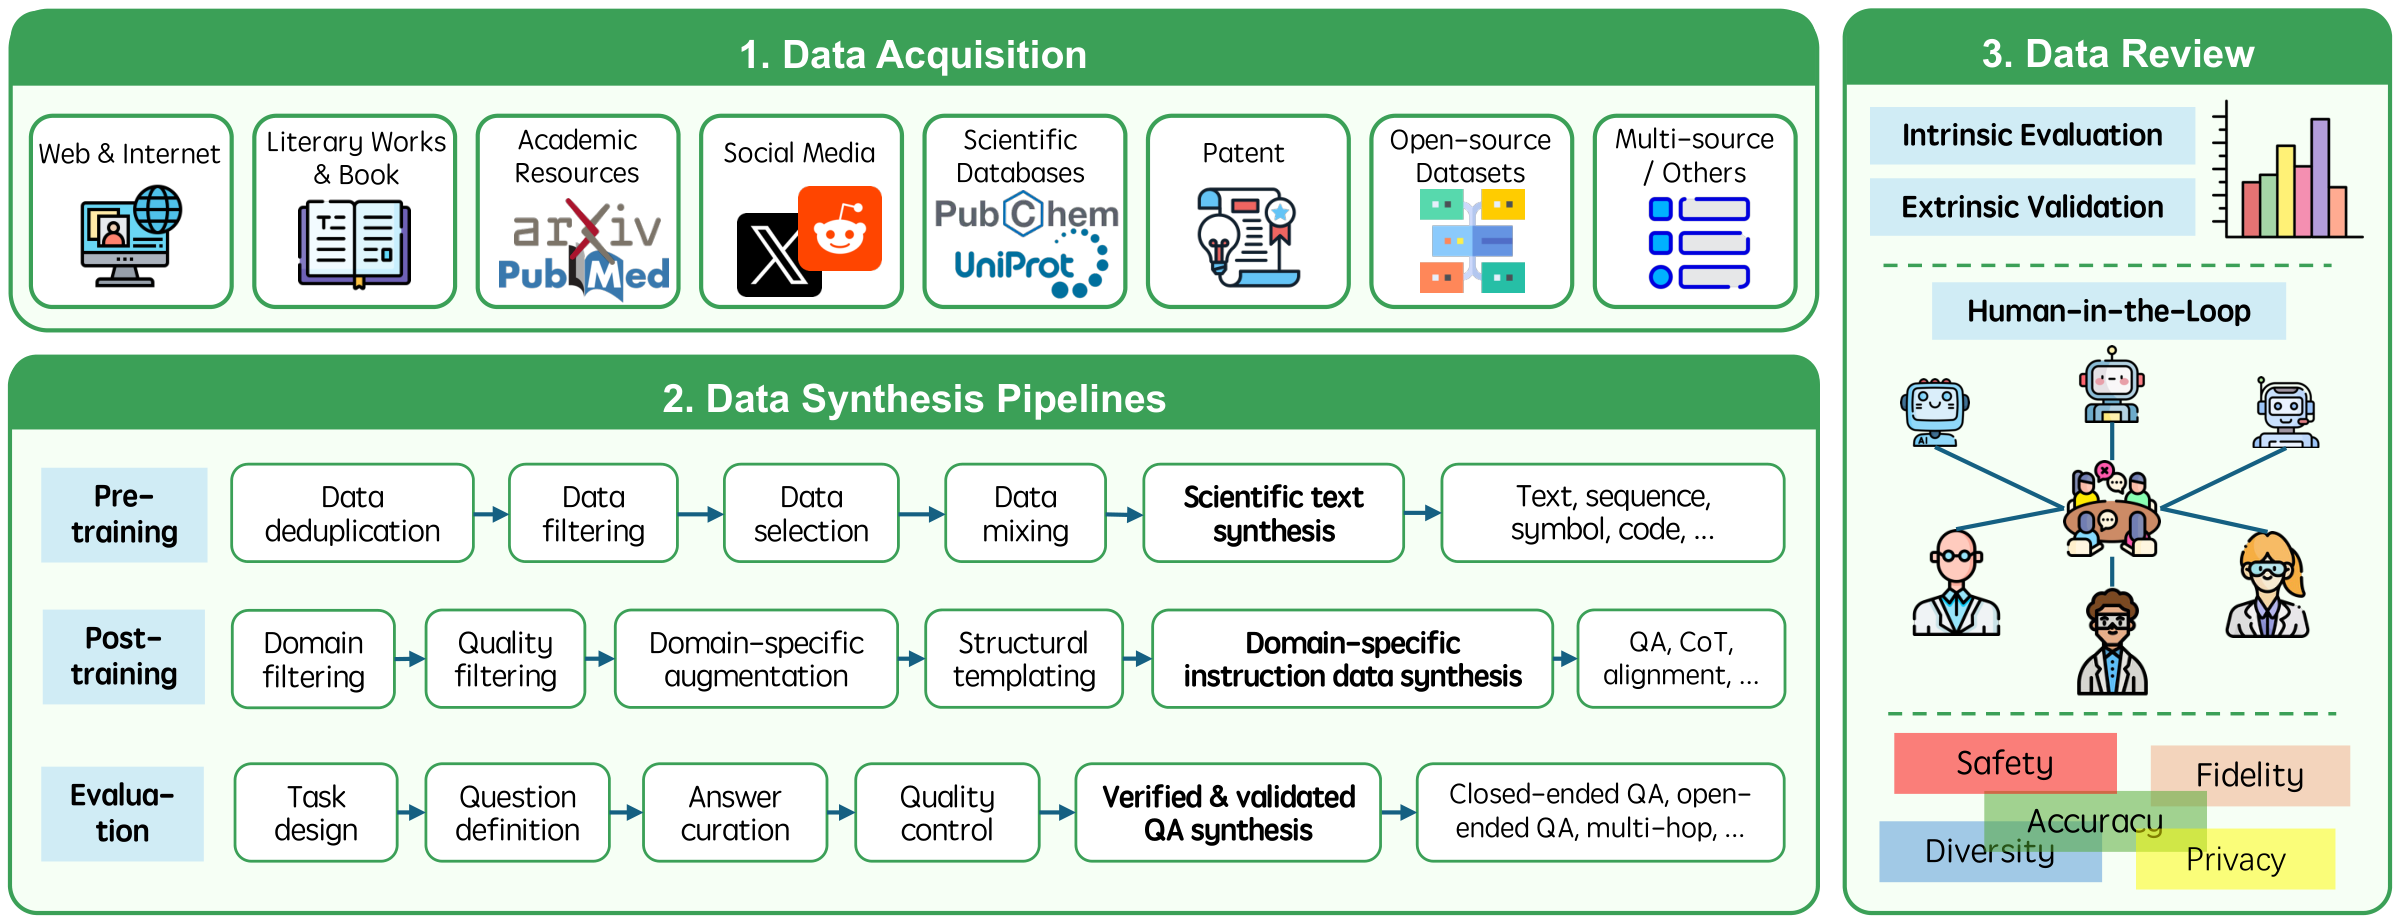 1. Data Acquisition
Web & Internet
Literary Works
& Book
Academic
Resources
arXiv
PubMed
Social Media
Scientific
Databases
PubChem
UniProt
Patent
Open-source
Datasets
Multi-source
/ Others
2. Data Synthesis Pipelines
Pre-
training
Data
deduplication
Data
filtering
Data
selection
Data
mixing
Scientific text
synthesis
Text, sequence,
symbol, code, ...
Post-
training
Domain
filtering
Quality
filtering
Domain-specific
augmentation
Structural
templating
Domain-specific
instruction data synthesis
QA, CoT,
alignment, ...
Evalua-
tion
Task
design
Question
definition
Answer
curation
Quality
control
Verified & validated
QA synthesis
Closed-ended QA, open-
ended QA, multi-hop, ...
3. Data Review
Intrinsic Evaluation
Extrinsic Validation
Human-in-the-Loop
AI
Safety
Fidelity
Accuracy
Diversity
Privacy